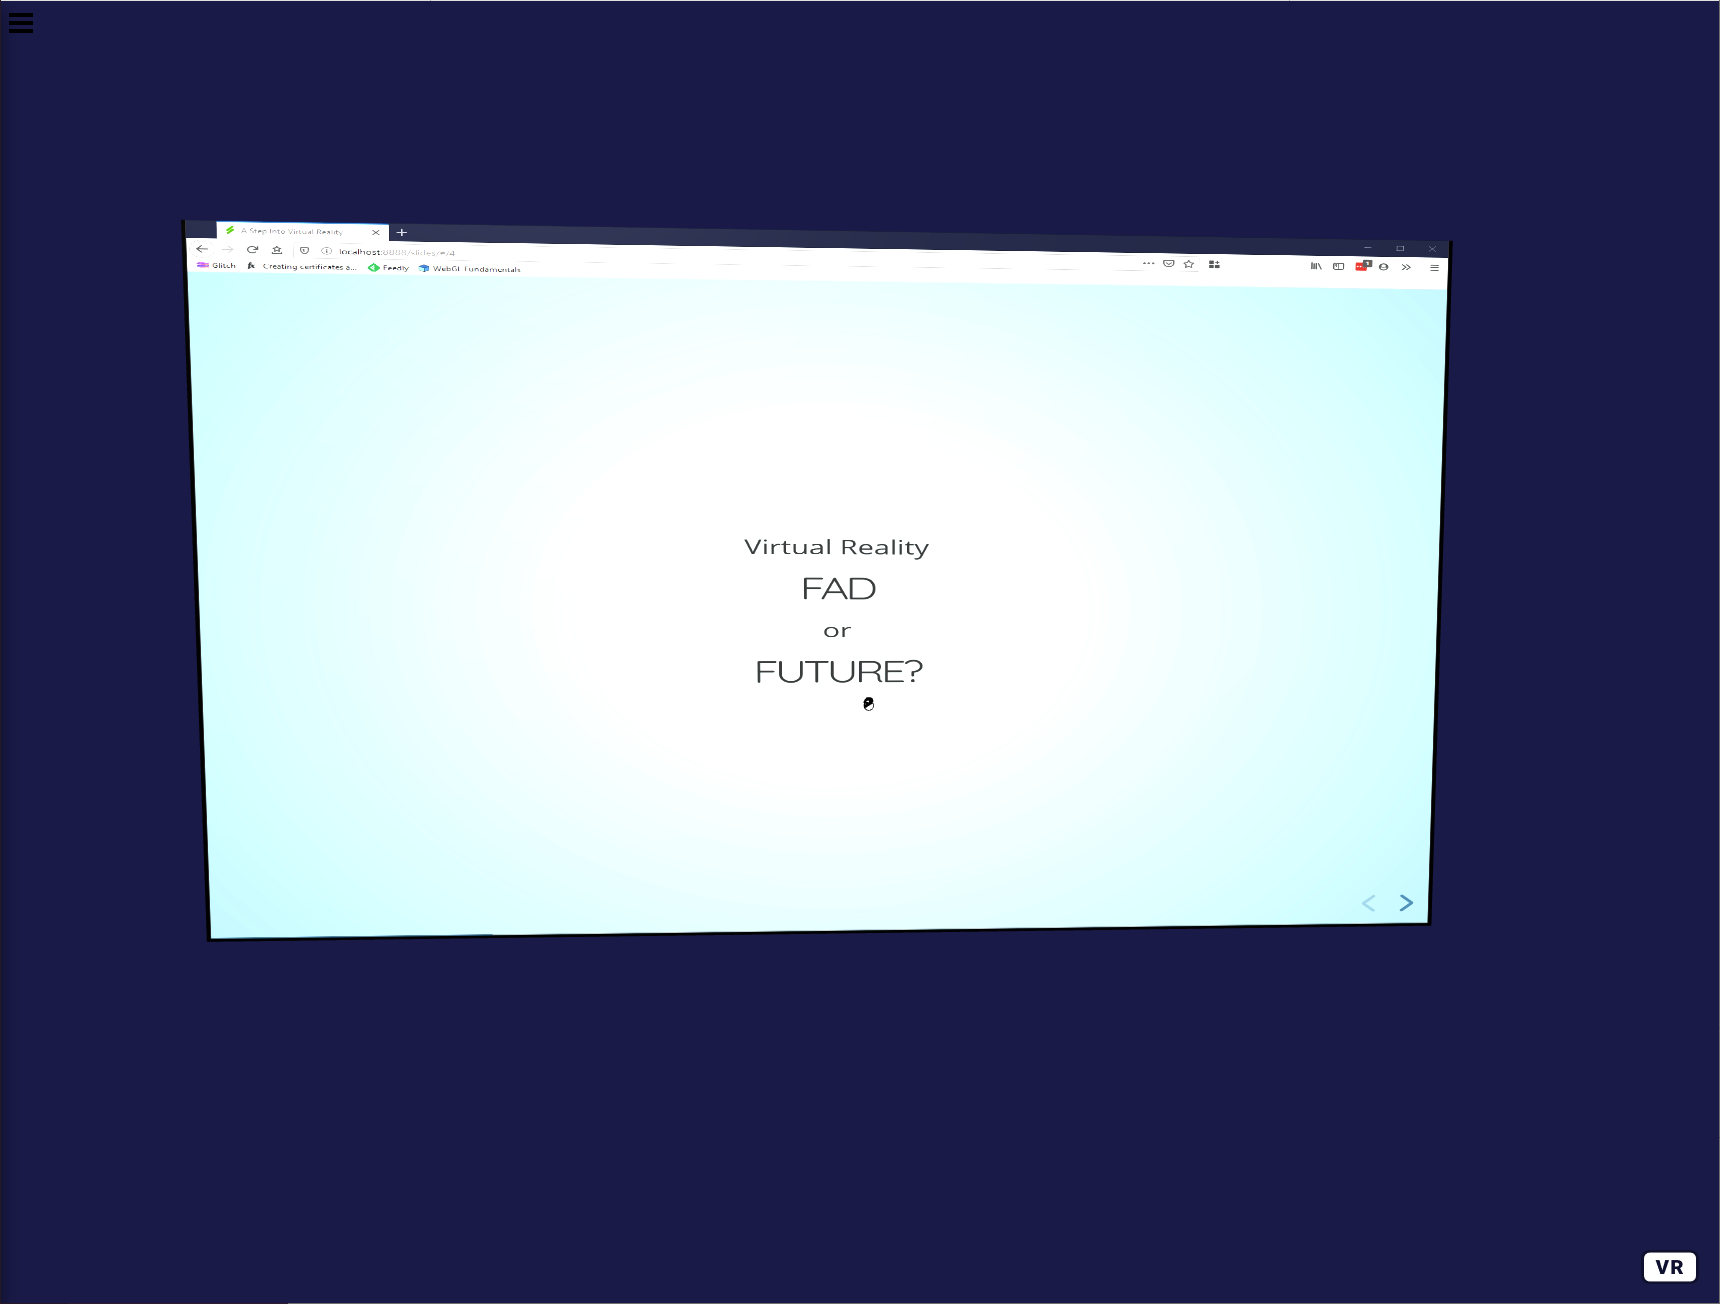 A Step Into Virtual Reality
localhost:8888/slides/#/4
Glitch
Creating certificates a...
Feedly
WebGL Fundamentals
Virtual Reality
FAD
or
FUTURE?
VR